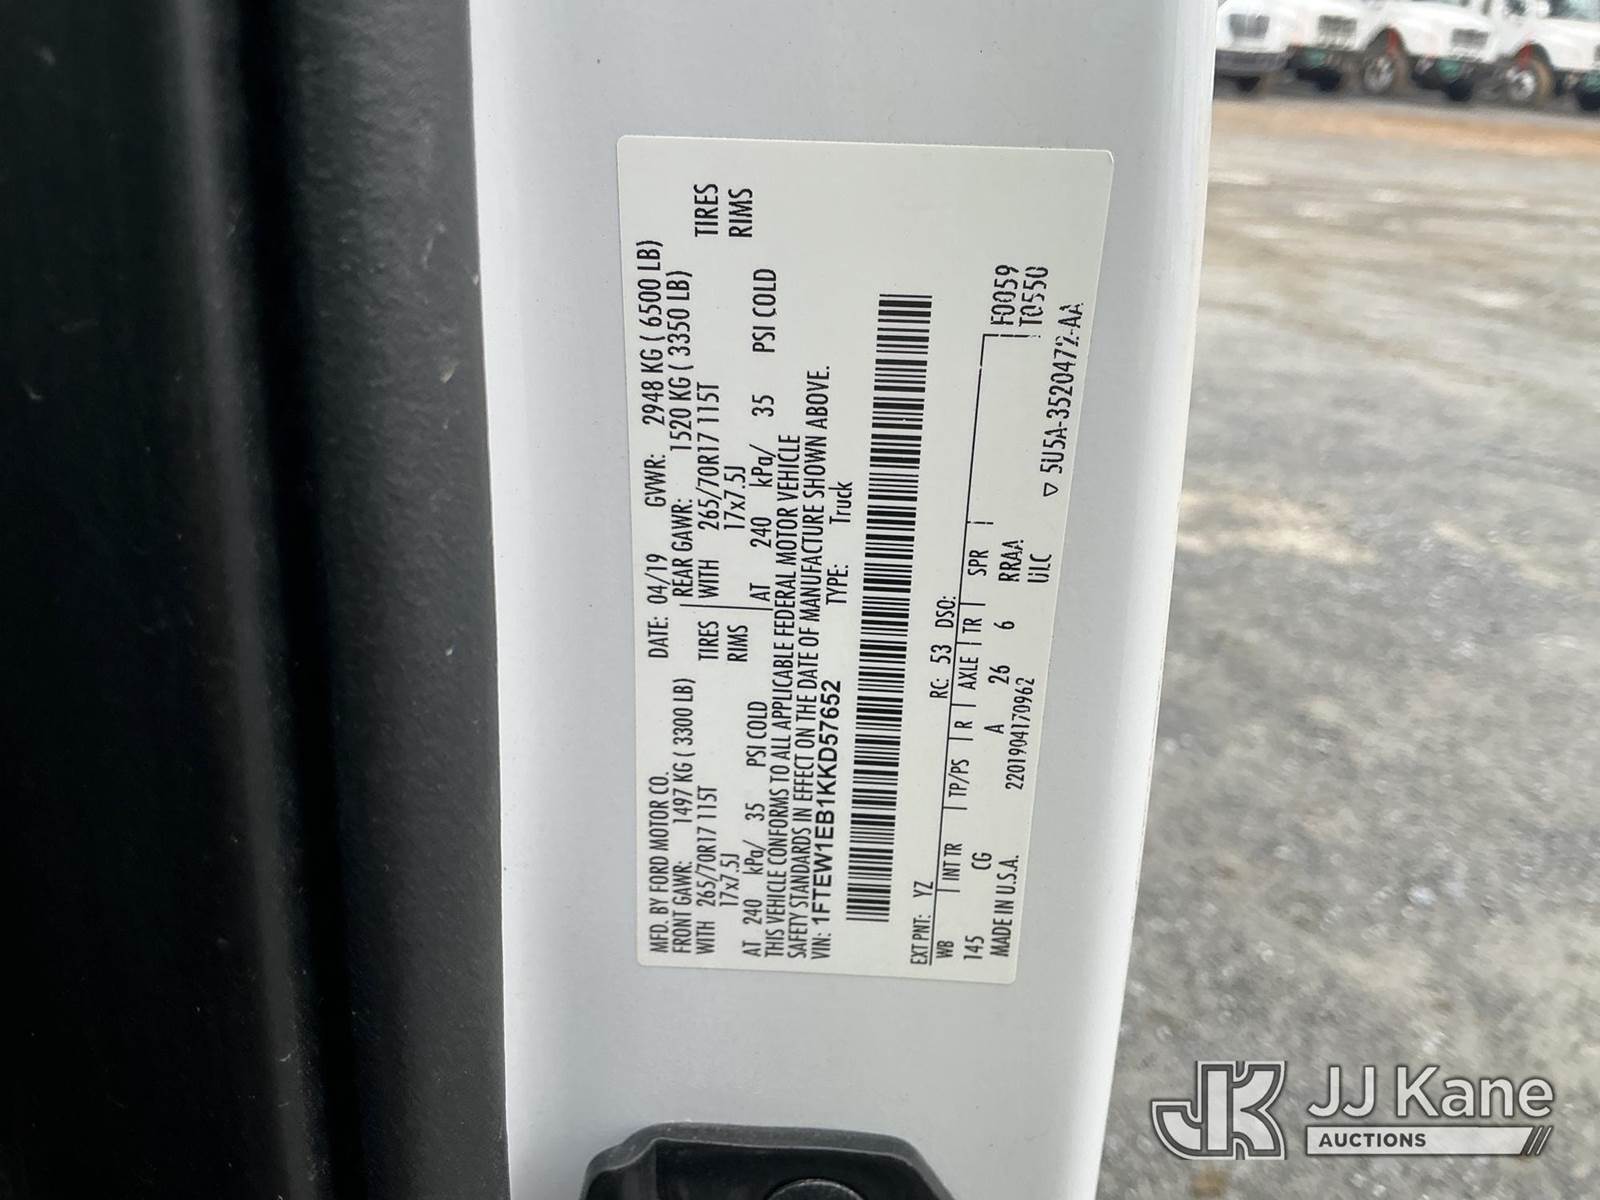 MFD. BY FORD MOTOR CO.
DATE: 04/19 GVWR: 2948 KG ( 6500 LB)
FRONT GAWR: 1497 KG ( 3300 LB)
REAR GAWR: 1520 KG ( 3350 LB)
WITH 265/70R17 115T TIRES
WITH 265/70R17 115T TIRES
17x7.5J RIMS
17x7.5J RIMS
AT 240 kPa/ 35 PSI COLD
AT 240 kPa/ 35 PSI COLD
THIS VEHICLE CONFORMS TO ALL APPLICABLE FEDERAL MOTOR VEHICLE
SAFETY STANDARDS IN EFFECT ON THE DATE OF MANUFACTURE SHOWN ABOVE.
VIN: 1FTEW1EB1KKD57652 TYPE: Truck
EXT PNT: YZ RC: 53 DSO:
WB INT TR TP/PS R AXLE TR SPR F0059
145 CG A 26 6 RRAA T0550
MADE IN U.S.A. 2201904170962 ULC
▽ 5U5A-3520472-AA
JK JJ Kane
AUCTIONS